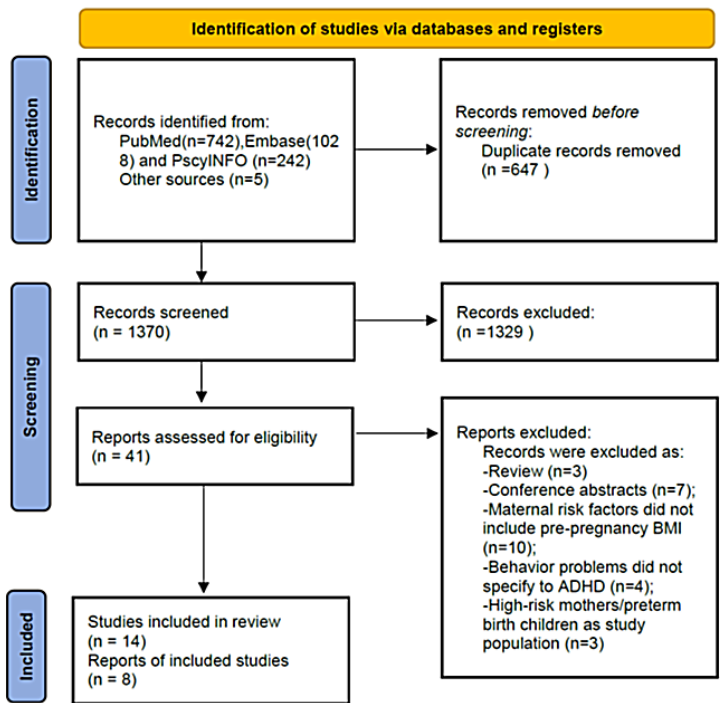 Identification of studies via databases and registers
Identification
Records identified from:
PubMed(n=742),Embase(102
8) and PscyINFO (n=242)
Other sources (n=5)
Records removed before
screening:
Duplicate records removed
(n =647 )
Screening
Records screened
(n = 1370)
Records excluded:
(n =1329 )
Reports assessed for eligibility
(n = 41)
Reports excluded:
Records were excluded as:
-Review (n=3)
-Conference abstracts (n=7);
-Maternal risk factors did not
include pre-pregnancy BMI
(n=10);
-Behavior problems did not
specify to ADHD (n=4);
-High-risk mothers/preterm
birth children as study
population (n=3)
Included
Studies included in review
(n = 14)
Reports of included studies
(n = 8)